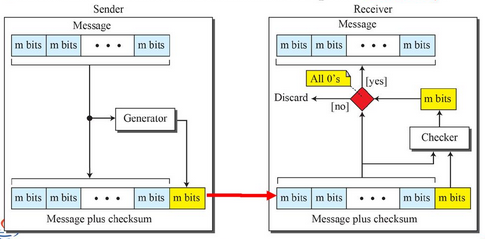 Sender
Message
m bits m bits • • • m bits
Generator
m bits m bits • • • m bits m bits
Message plus checksum
Receiver
Message
m bits m bits • • • m bits
All 0's
[yes]
Discard
[no]
m bits
Checker
m bits m bits • • • m bits m bits
Message plus checksum